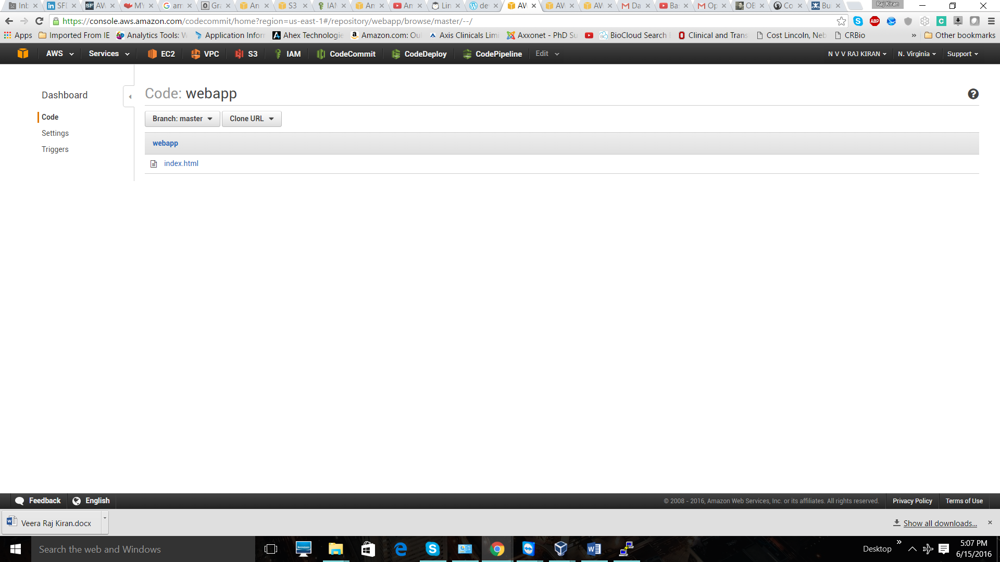 Inb SFI AW MY arn Gra An S3 IAM An An Lin de AW AW AW Da Ba Op OB Co Bu Raj Kiran
https://console.aws.amazon.com/codecommit/home?region=us-east-1#/repository/webapp/browse/master/--/
Apps Imported From IE Analytics Tools: W Application Infor Ahex Technologie Amazon.com: Ou Axis Clinicals Limi Axxonet - PhD Su BioCloud Search Clinical and Trans Cost Lincoln, Neb CRBio » Other bookmarks
AWS Services EC2 VPC S3 IAM CodeCommit CodeDeploy CodePipeline Edit N V V RAJ KIRAN N. Virginia Support
Dashboard
Code: webapp
Code
Branch: master Clone URL
Settings
webapp
Triggers
index.html
Feedback English © 2008 - 2016, Amazon Web Services, Inc. or its affiliates. All rights reserved. Privacy Policy Terms of Use
Veera Raj Kiran.docx Show all downloads...
Search the web and Windows Desktop » 5:07 PM
6/15/2016